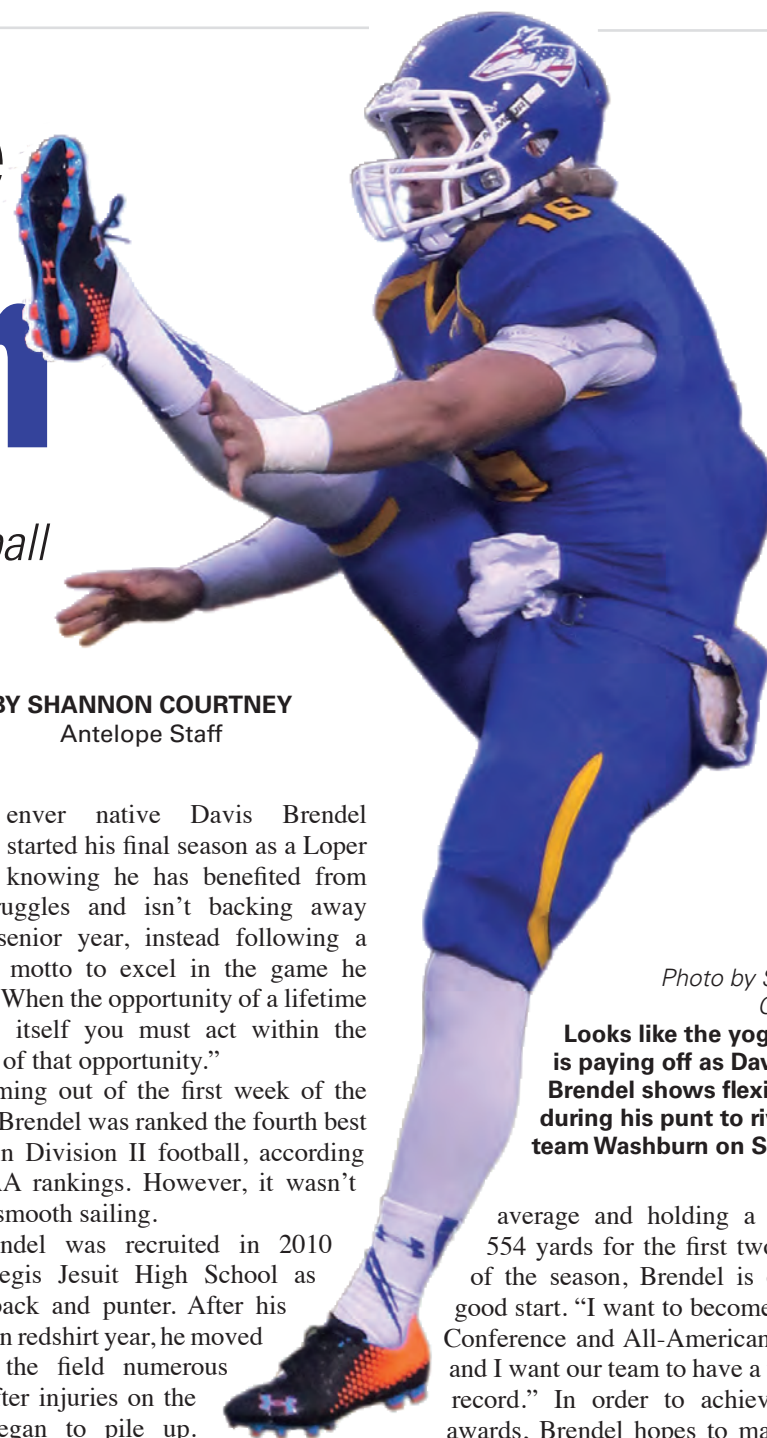 e
n
ball
BY SHANNON COURTNEY
Antelope Staff
enver native Davis Brendel
started his final season as a Loper
knowing he has benefited from
ruggles and isn't backing away
senior year, instead following a
motto to excel in the game he
“When the opportunity of a lifetime
itself you must act within the
of that opportunity.”
ming out of the first week of the
Brendel was ranked the fourth best
in Division II football, according
AA rankings. However, it wasn't
smooth sailing.
ndel was recruited in 2010
egis Jesuit High School as
back and punter. After his
n redshirt year, he moved
the field numerous
fter injuries on the
egan to pile up.
16
Photo by S
Looks like the yog
is paying off as Dav
Brendel shows flexi
during his punt to riv
team Washburn on S
average and holding a
554 yards for the first two
of the season, Brendel is
good start. “I want to become
Conference and All-American
and I want our team to have a
record.” In order to achiev
awards, Brendel hopes to ma